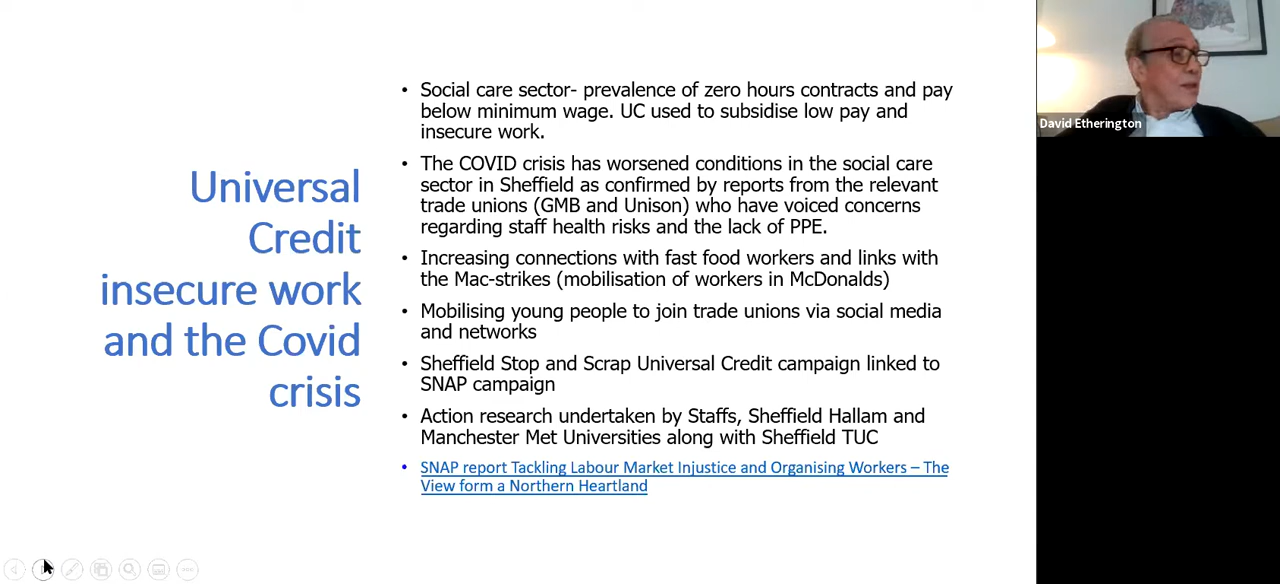 Universal
Credit
insecure work
and the Covid
crisis
• Social care sector- prevalence of zero hours contracts and pay
below minimum wage. UC used to subsidise low pay and
insecure work.
• The COVID crisis has worsened conditions in the social care
sector in Sheffield as confirmed by reports from the relevant
trade unions (GMB and Unison) who have voiced concerns
regarding staff health risks and the lack of PPE.
• Increasing connections with fast food workers and links with
the Mac-strikes (mobilisation of workers in McDonalds)
• Mobilising young people to join trade unions via social media
and networks
• Sheffield Stop and Scrap Universal Credit campaign linked to
SNAP campaign
• Action research undertaken by Staffs, Sheffield Hallam and
Manchester Met Universities along with Sheffield TUC
• SNAP report Tackling Labour Market Injustice and Organising Workers – The
View form a Northern Heartland
David Etherington